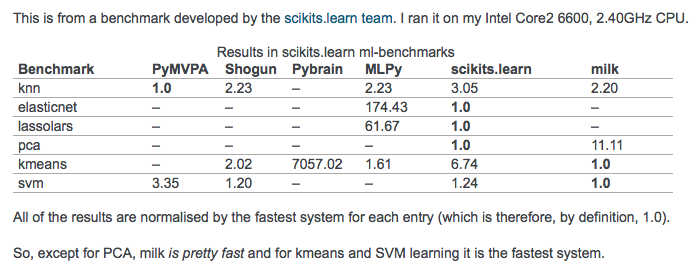 This is from a benchmark developed by the scikits.learn team. I ran it on my Intel Core2 6600, 2.40GHz CPU.
Results in scikits.learn ml-benchmarks
Benchmark PyMVPA Shogun Pybrain MLPy scikits.learn milk
knn 1.0 2.23 – 2.23 3.05 2.20
elasticnet – – – 174.43 1.0 –
lassolars – – – 61.67 1.0 –
pca – – – – 1.0 11.11
kmeans – 2.02 7057.02 1.61 6.74 1.0
svm 3.35 1.20 – – 1.24 1.0
All of the results are normalised by the fastest system for each entry (which is therefore, by definition, 1.0).
So, except for PCA, milk is pretty fast and for kmeans and SVM learning it is the fastest system.